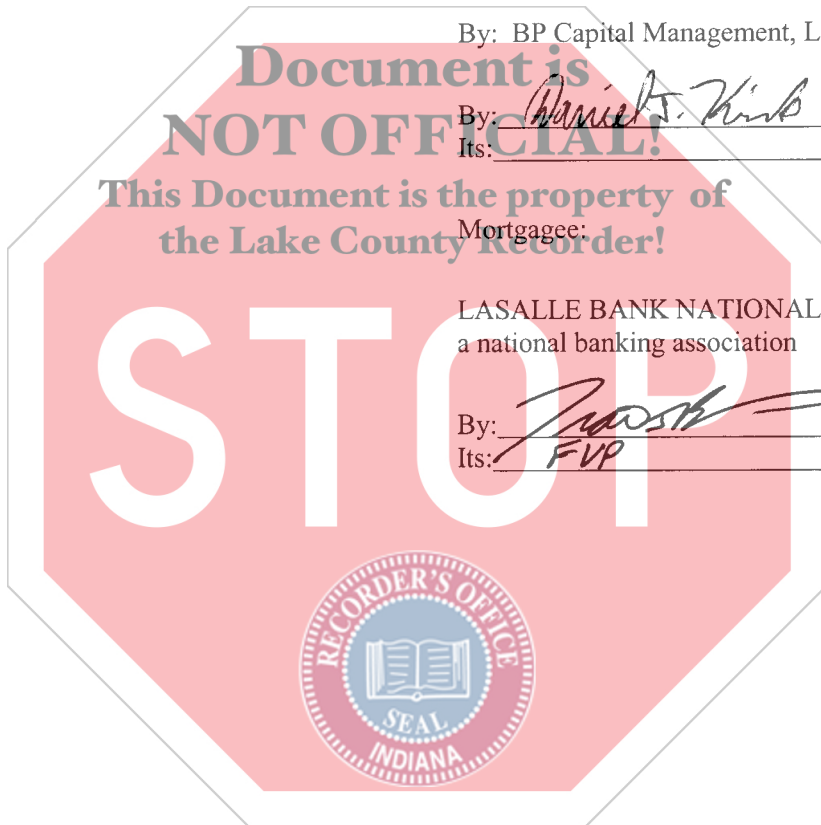 By: BP Capital Management, L
Document is
NOT OFFICIAL!
By: Daniel J.
Its:
This Document is the property of
the Lake County Recorder!
Mortgagee:
LASALLE BANK NATIONAL
a national banking association
STOP
By:
Its: FVP
RECORDER'S OFFICE
SEAL
INDIANA